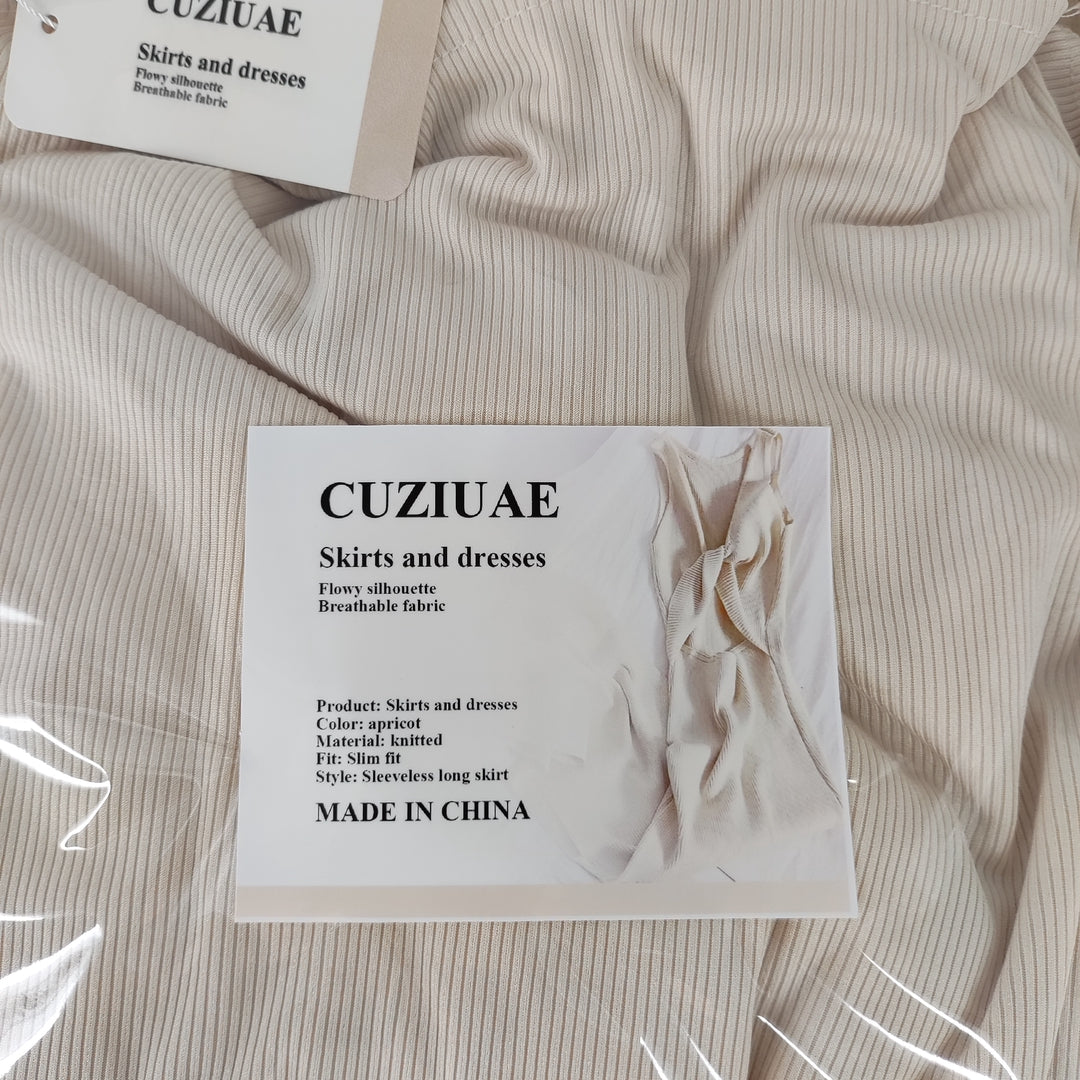 CUZIUAE
Skirts and dresses
Flowy silhouette
Breathable fabric
CUZIUAE
Skirts and dresses
Flowy silhouette
Breathable fabric
Product: Skirts and dresses
Color: apricot
Material: knitted
Fit: Slim fit
Style: Sleeveless long skirt
MADE IN CHINA